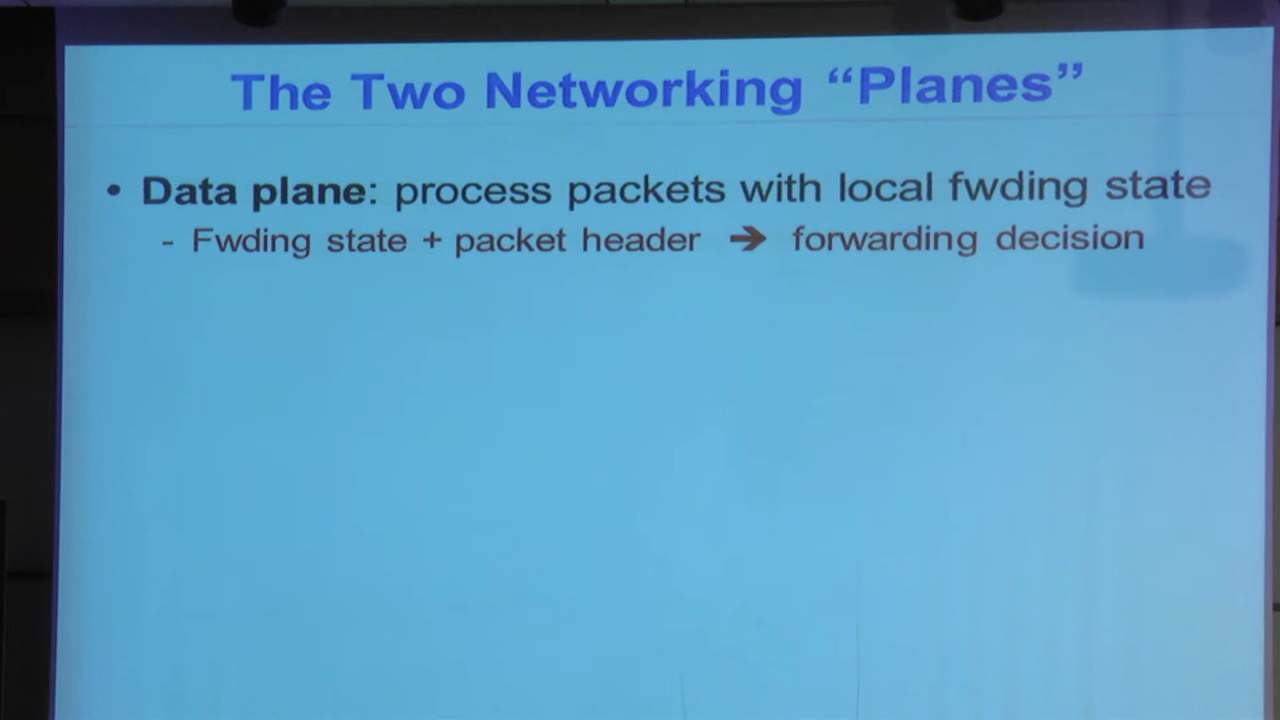 The Two Networking “Planes”
• Data plane: process packets with local fwding state
- Fwding state + packet header ➔ forwarding decision